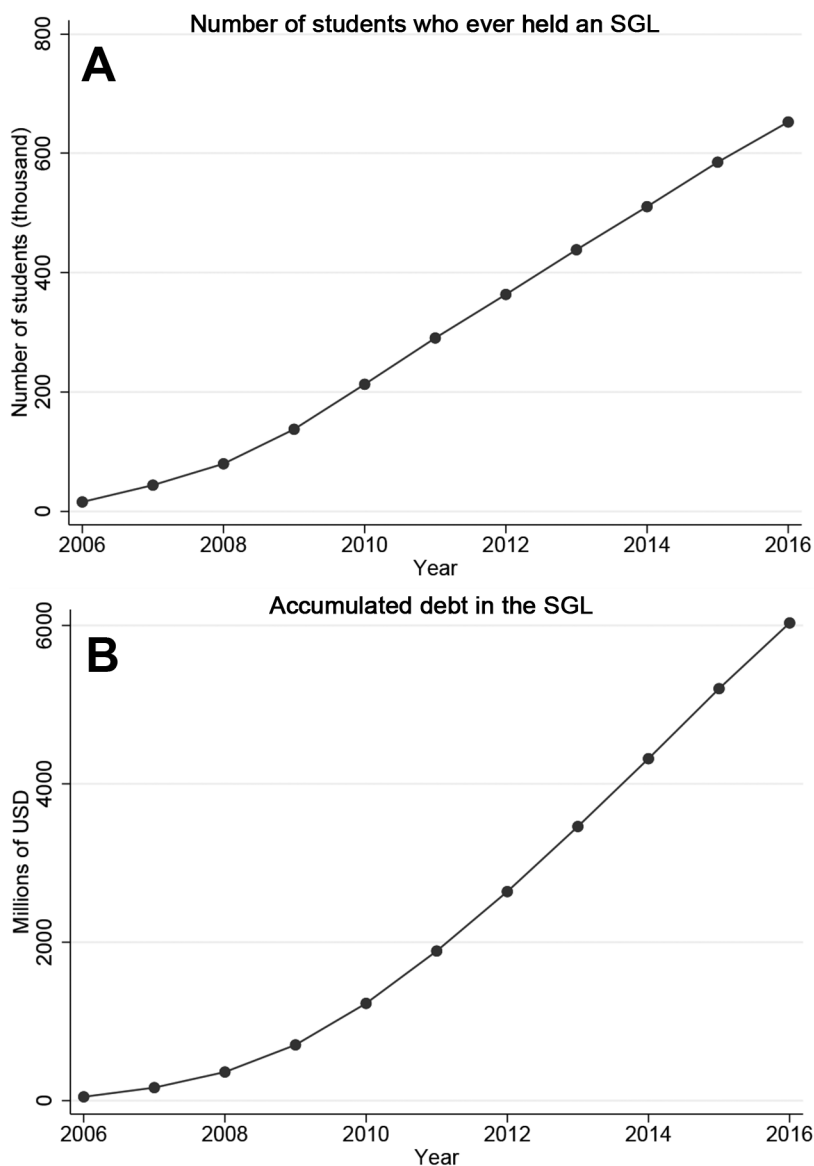 Number of students who ever held an SGL
A
Number of students (thousand)
800
600
400
200
0
2006 2008 2010 2012 2014 2016
Year
Accumulated debt in the SGL
B
Millions of USD
6000
4000
2000
0
2006 2008 2010 2012 2014 2016
Year